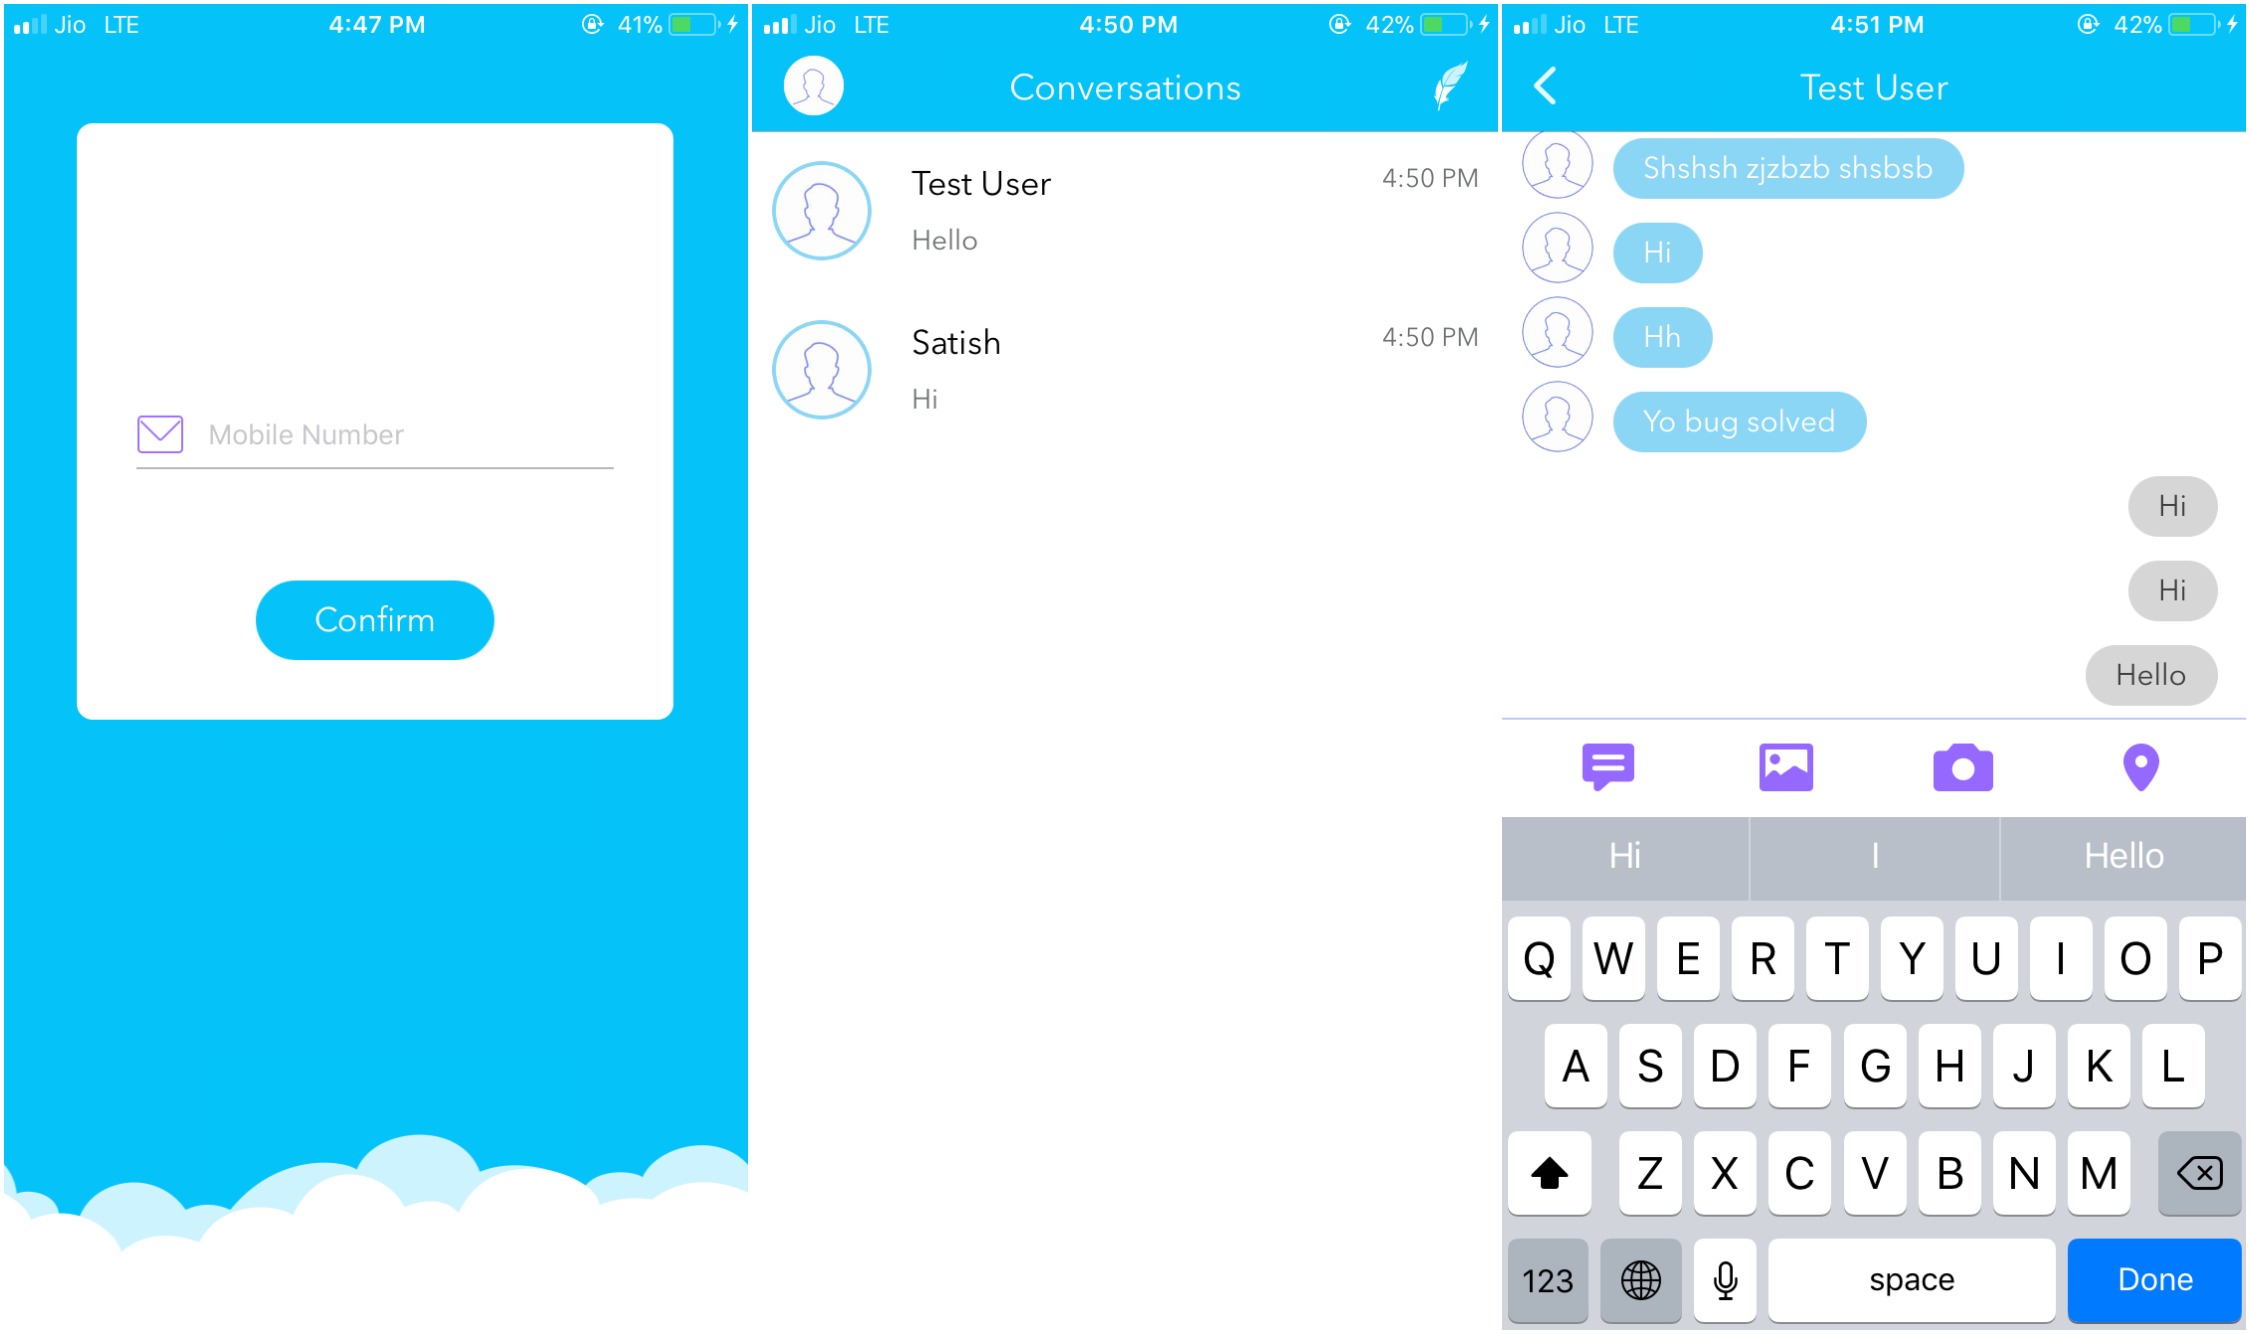 Jio LTE 4:47 PM 41%
Mobile Number
Confirm
Jio LTE 4:50 PM 42%
Conversations
Test User 4:50 PM
Hello
Satish 4:50 PM
Hi
Jio LTE 4:51 PM 42%
Test User
Shshsh zjzbzb shsbsb
Hi
Hh
Yo bug solved
Hi
Hi
Hello
Hi I Hello
Q W E R T Y U I O P
A S D F G H J K L
Z X C V B N M
123 space Done